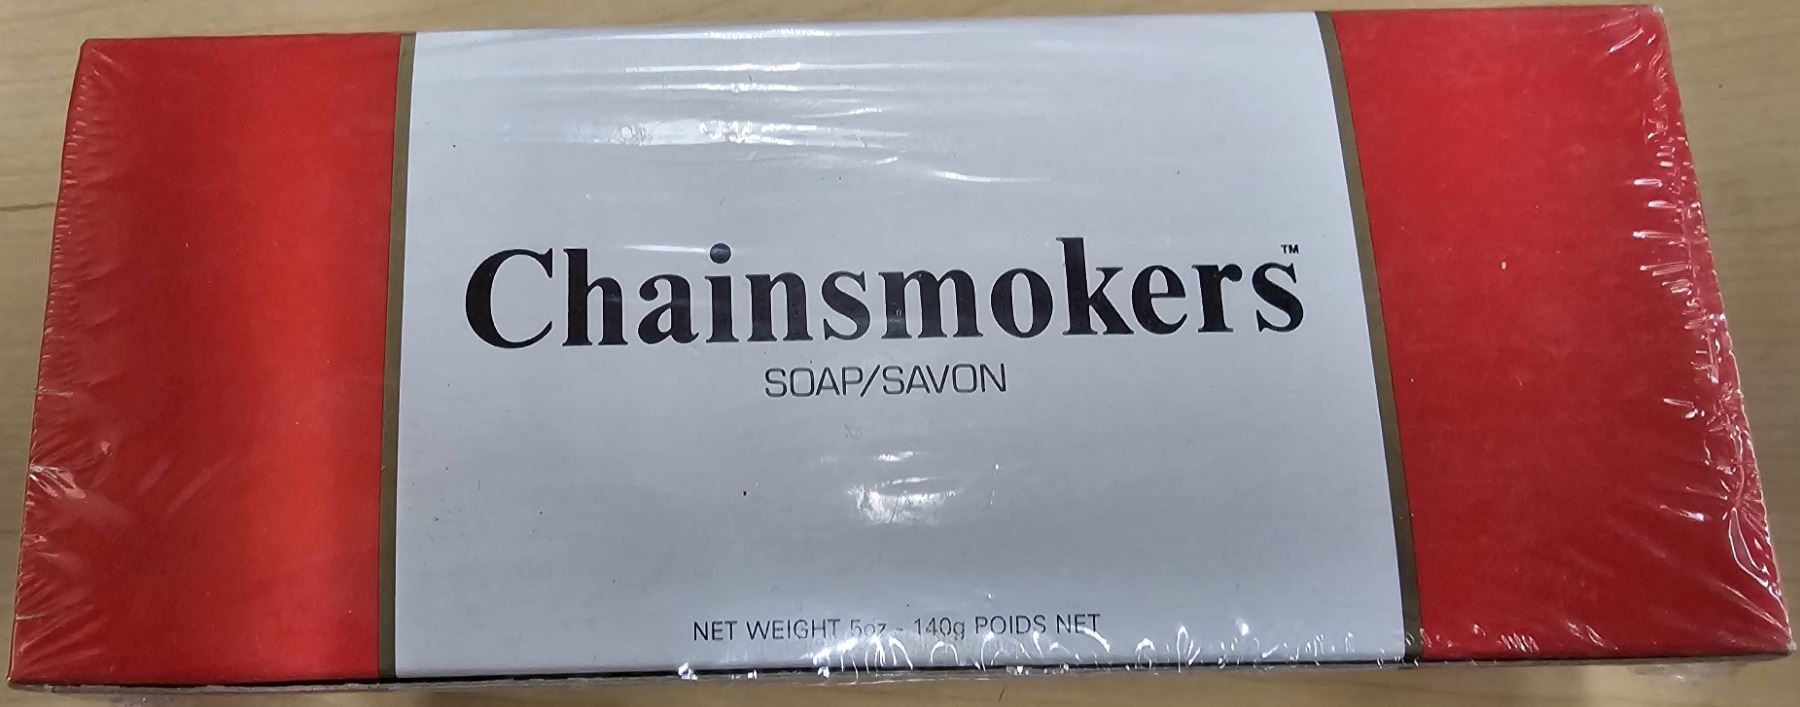 Chainsmokers™
SOAP/SAVON
NET WEIGHT 5oz - 140g POIDS NET